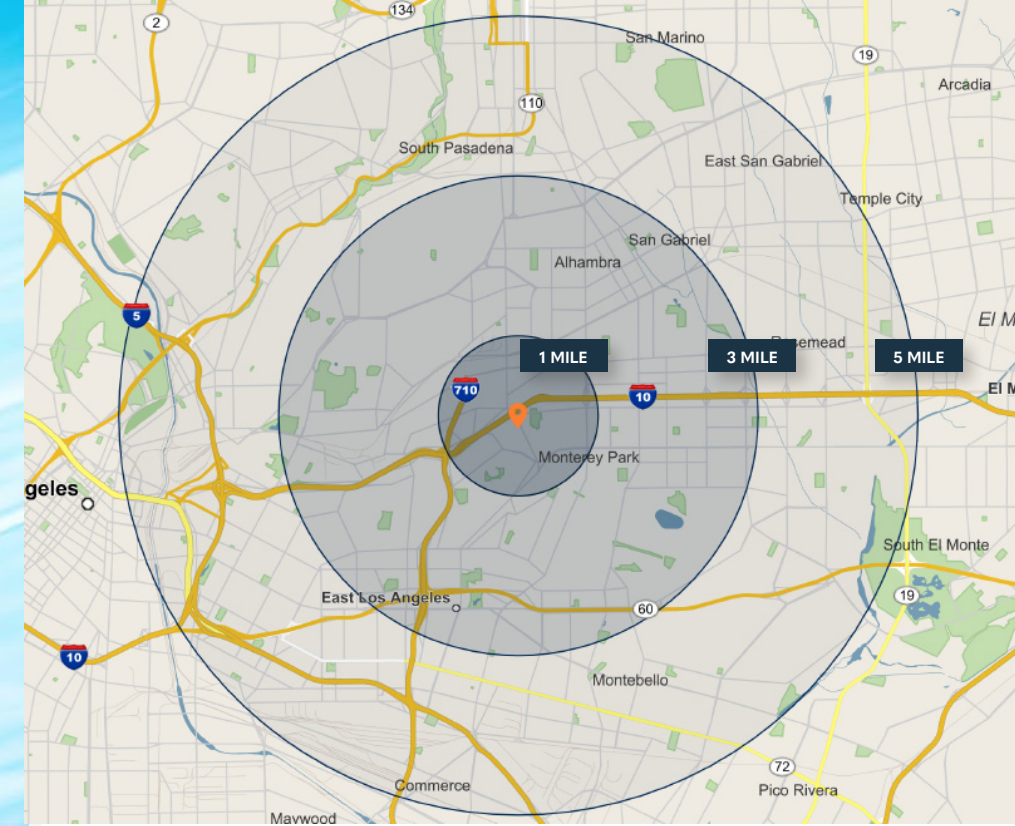 134
2
San Marino
19
Arcadia
110
South Pasadena
East San Gabriel
Temple City
San Gabriel
Alhambra
5
El M
Rosemead
1 MILE
3 MILE
5 MILE
710
10
El M
Monterey Park
geles
South El Monte
East Los Angeles
60
19
10
Montebello
72
Commerce
Pico Rivera
Maywood